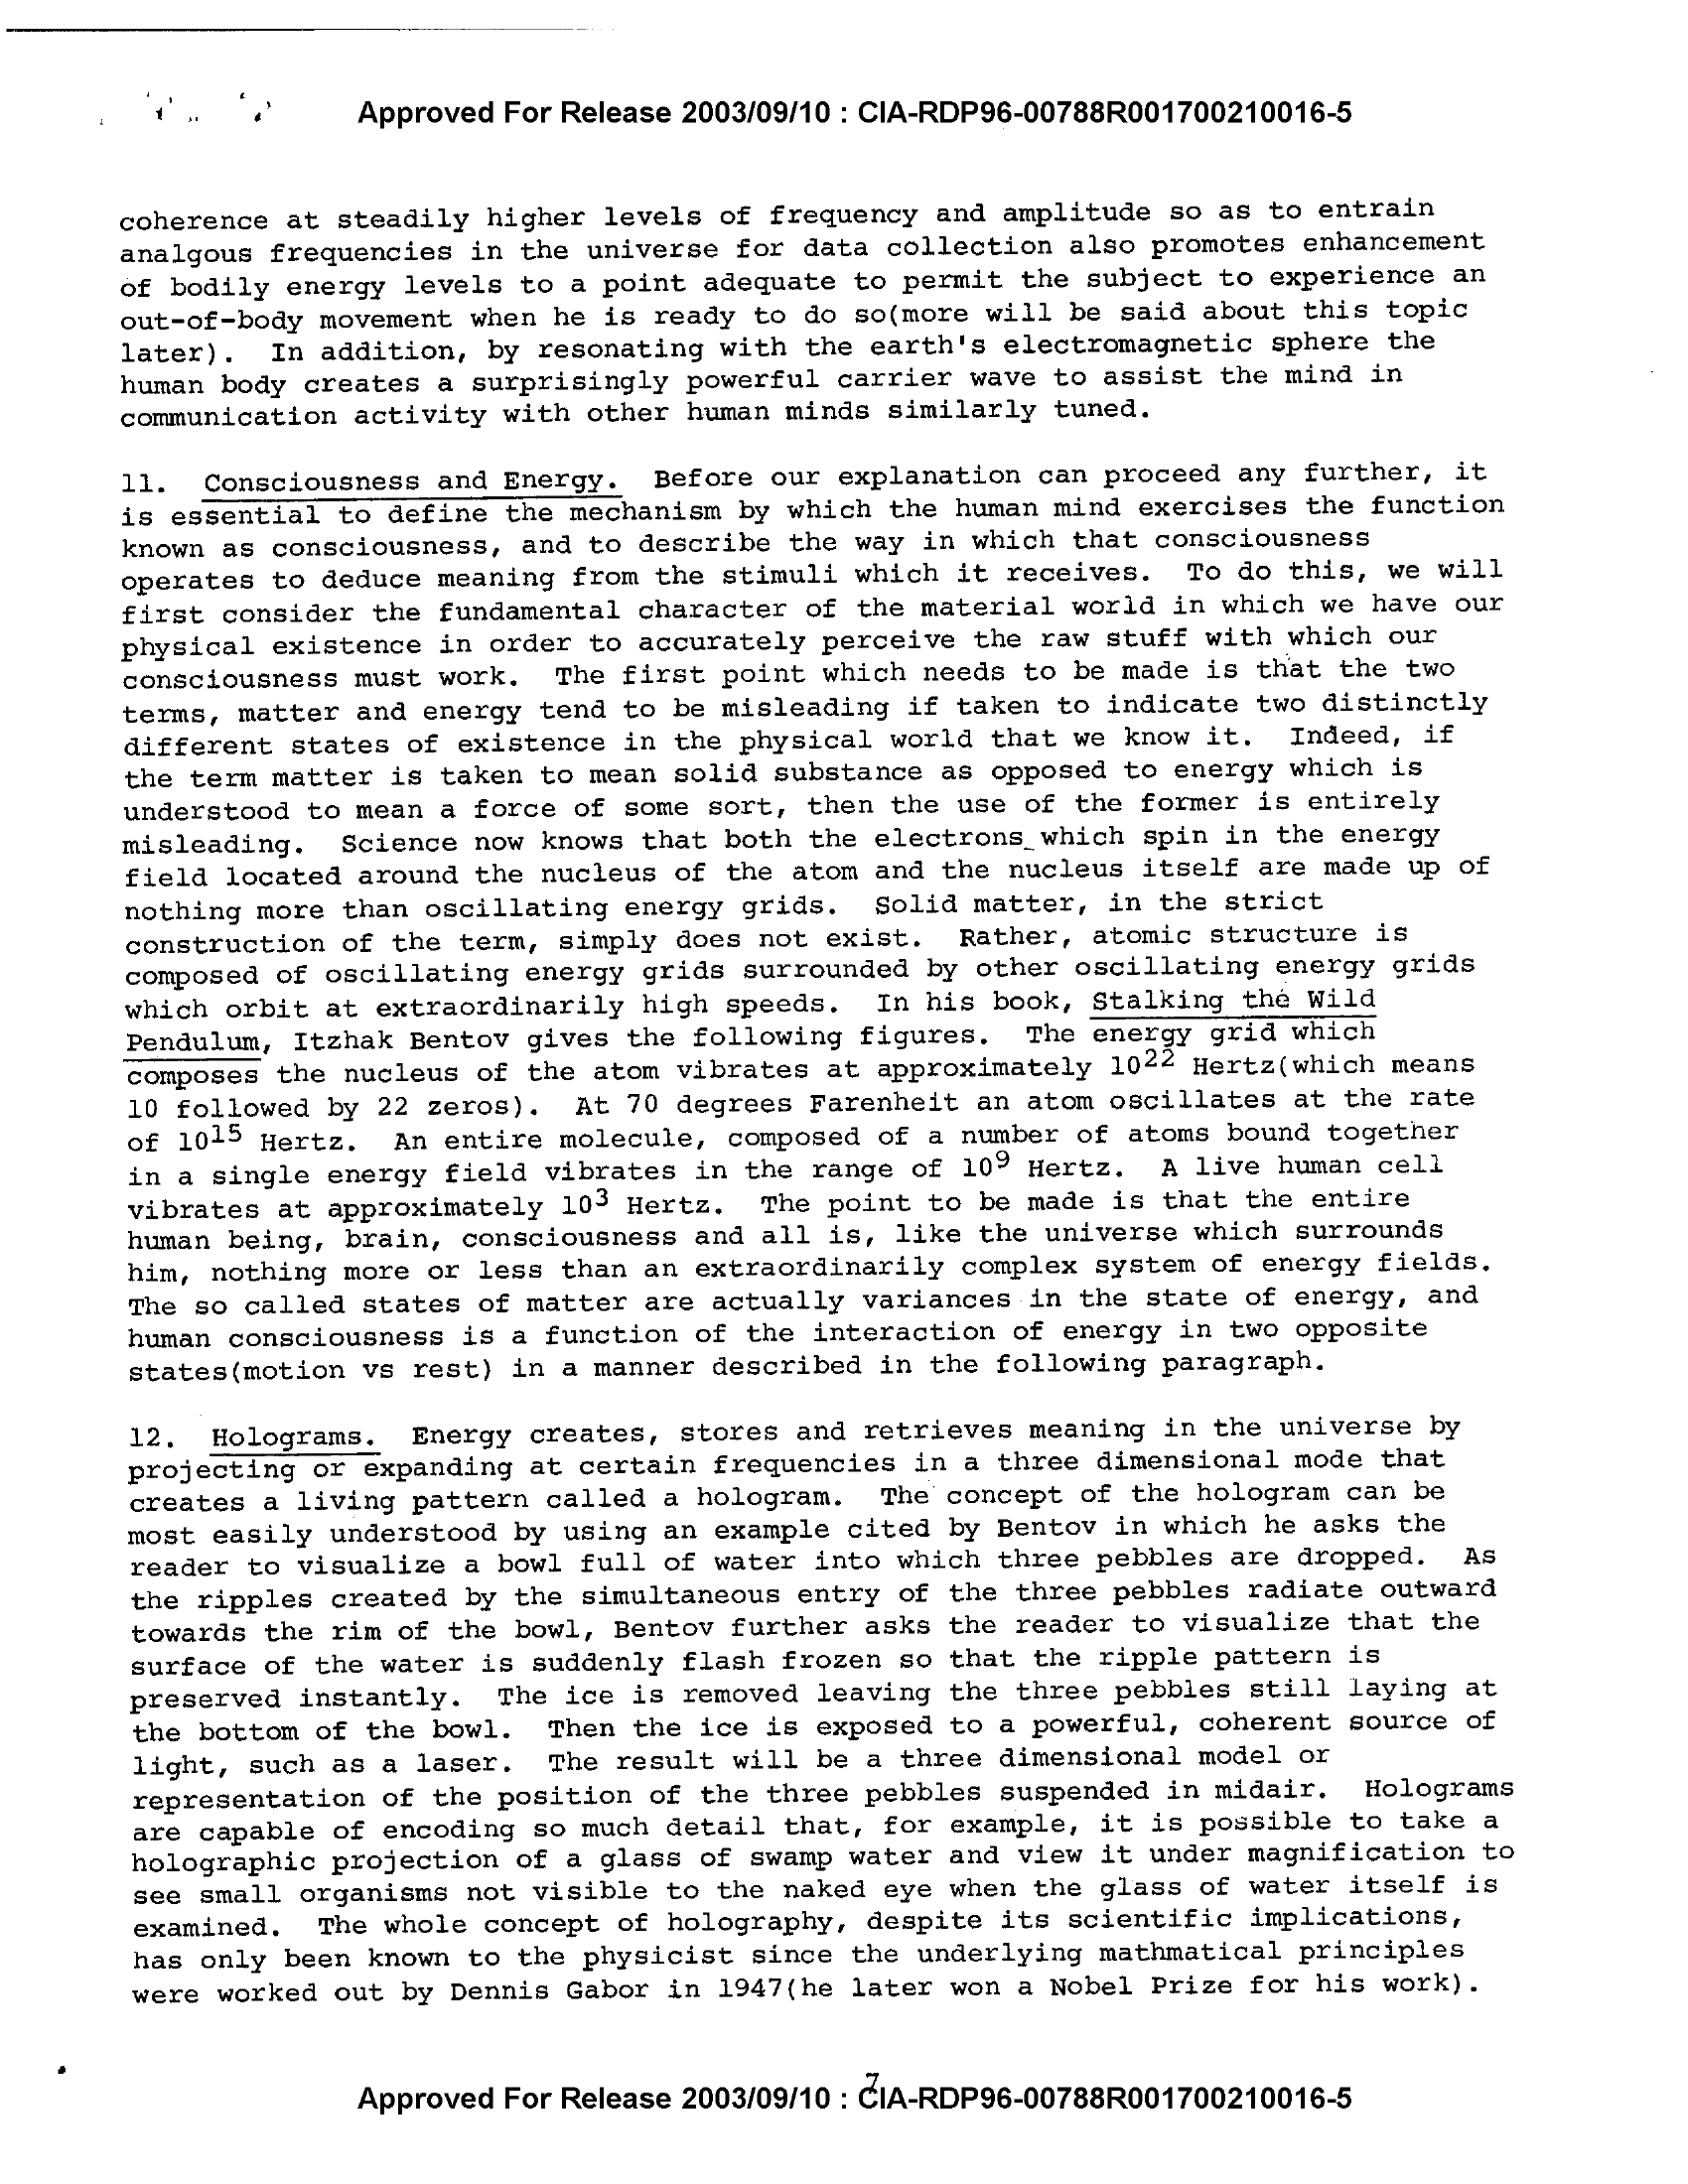 Approved For Release 2003/09/10 : CIA-RDP96-00788R001700210016-5
coherence at steadily higher levels of frequency and amplitude so as to entrain
analgous frequencies in the universe for data collection also promotes enhancement
of bodily energy levels to a point adequate to permit the subject to experience an
out-of-body movement when he is ready to do so(more will be said about this topic
later). In addition, by resonating with the earth's electromagnetic sphere the
human body creates a surprisingly powerful carrier wave to assist the mind in
communication activity with other human minds similarly tuned.
11. Consciousness and Energy. Before our explanation can proceed any further, it
is essential to define the mechanism by which the human mind exercises the function
known as consciousness, and to describe the way in which that consciousness
operates to deduce meaning from the stimuli which it receives. To do this, we will
first consider the fundamental character of the material world in which we have our
physical existence in order to accurately perceive the raw stuff with which our
consciousness must work. The first point which needs to be made is that the two
terms, matter and energy tend to be misleading if taken to indicate two distinctly
different states of existence in the physical world that we know it. Indeed, if
the term matter is taken to mean solid substance as opposed to energy which is
understood to mean a force of some sort, then the use of the former is entirely
misleading. Science now knows that both the electrons which spin in the energy
field located around the nucleus of the atom and the nucleus itself are made up of
nothing more than oscillating energy grids. Solid matter, in the strict
construction of the term, simply does not exist. Rather, atomic structure is
composed of oscillating energy grids surrounded by other oscillating energy grids
which orbit at extraordinarily high speeds. In his book, Stalking the Wild
Pendulum, Itzhak Bentov gives the following figures. The energy grid which
composes the nucleus of the atom vibrates at approximately 10²² Hertz(which means
10 followed by 22 zeros). At 70 degrees Farenheit an atom oscillates at the rate
of 10¹⁵ Hertz. An entire molecule, composed of a number of atoms bound together
in a single energy field vibrates in the range of 10⁹ Hertz. A live human cell
vibrates at approximately 10³ Hertz. The point to be made is that the entire
human being, brain, consciousness and all is, like the universe which surrounds
him, nothing more or less than an extraordinarily complex system of energy fields.
The so called states of matter are actually variances in the state of energy, and
human consciousness is a function of the interaction of energy in two opposite
states(motion vs rest) in a manner described in the following paragraph.
12. Holograms. Energy creates, stores and retrieves meaning in the universe by
projecting or expanding at certain frequencies in a three dimensional mode that
creates a living pattern called a hologram. The concept of the hologram can be
most easily understood by using an example cited by Bentov in which he asks the
reader to visualize a bowl full of water into which three pebbles are dropped. As
the ripples created by the simultaneous entry of the three pebbles radiate outward
towards the rim of the bowl, Bentov further asks the reader to visualize that the
surface of the water is suddenly flash frozen so that the ripple pattern is
preserved instantly. The ice is removed leaving the three pebbles still laying at
the bottom of the bowl. Then the ice is exposed to a powerful, coherent source of
light, such as a laser. The result will be a three dimensional model or
representation of the position of the three pebbles suspended in midair. Holograms
are capable of encoding so much detail that, for example, it is possible to take a
holographic projection of a glass of swamp water and view it under magnification to
see small organisms not visible to the naked eye when the glass of water itself is
examined. The whole concept of holography, despite its scientific implications,
has only been known to the physicist since the underlying mathmatical principles
were worked out by Dennis Gabor in 1947(he later won a Nobel Prize for his work).
7
Approved For Release 2003/09/10 : CIA-RDP96-00788R001700210016-5